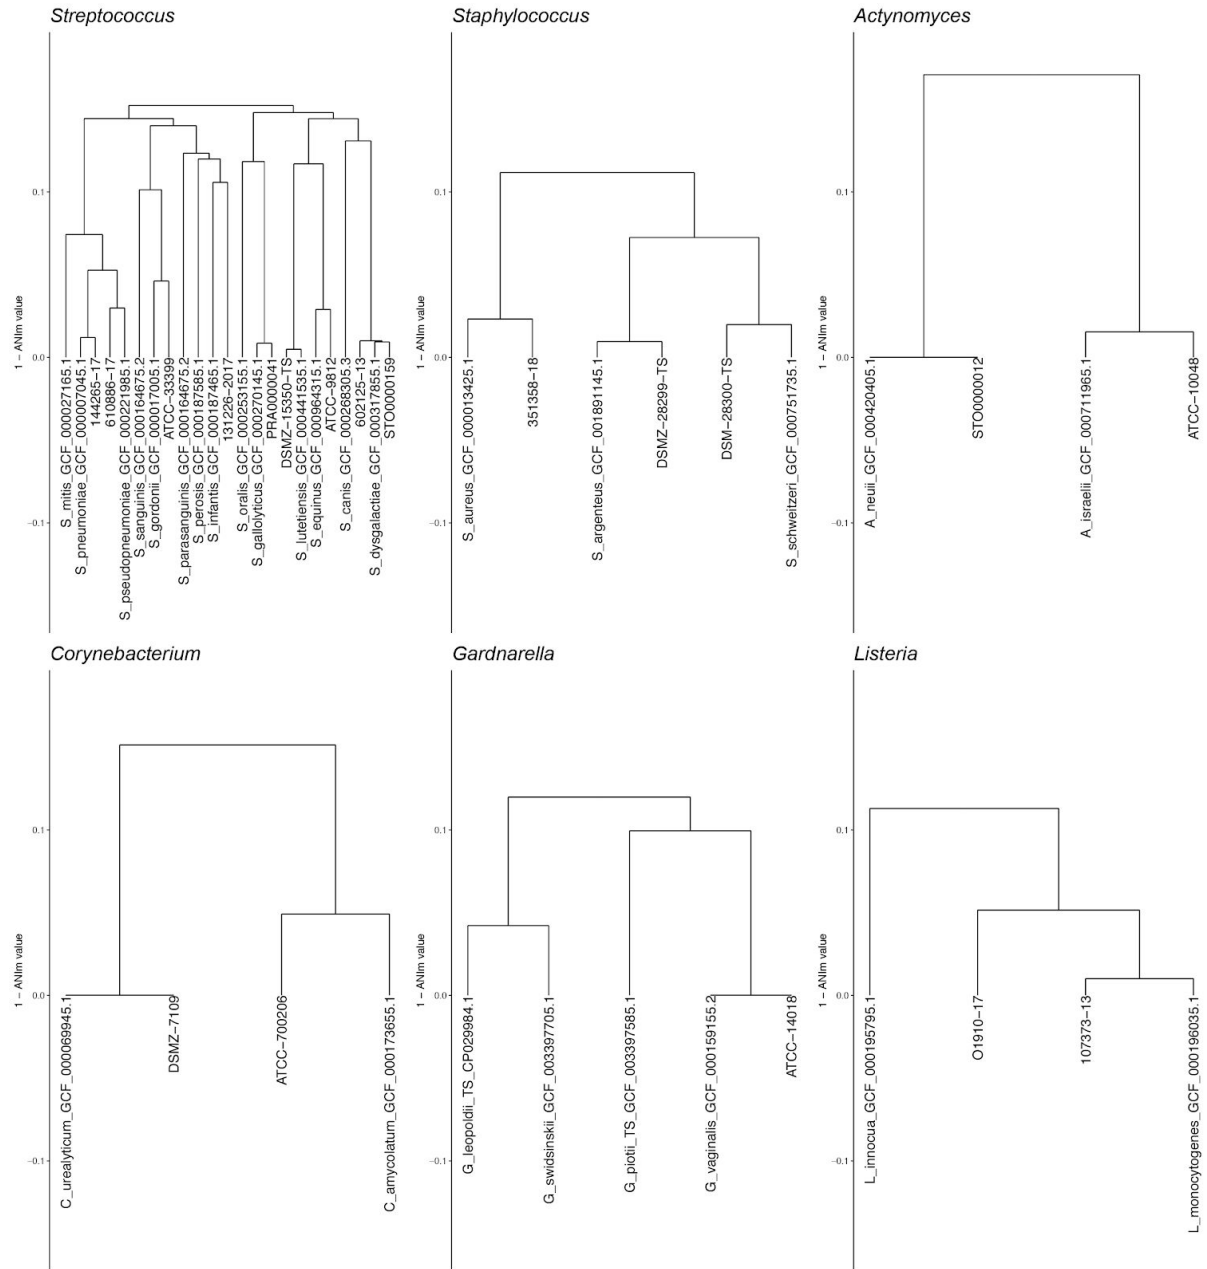 Streptococcus
Staphylococcus
Actynomyces
0.1
0.0
−0.1
1 − ANIm value
S_mitis_GCF_000027165.1
S_pneumoniae_GCF_000007045.1
144265−17
610886−17
S_pseudopneumoniae_GCF_000221985.1
S_sanguinis_GCF_000164675.2
S_gordonii_GCF_000017005.1
ATCC−33399
S_parasanguinis_GCF_000164675.2
S_perosis_GCF_000187585.1
S_infantis_GCF_000187465.1
131226−2017
S_oralis_GCF_000253155.1
S_gallolyticus_GCF_000270145.1
PRA0000041
DSMZ−15350−TS
S_lutetiensis_GCF_000441535.1
S_equinus_GCF_000964315.1
ATCC−9812
S_canis_GCF_000268305.3
602125−13
S_dysgalactiae_GCF_000317855.1
STO0000159
0.1
0.0
−0.1
1 − ANIm value
S_aureus_GCF_000013425.1
351358−18
S_argenteus_GCF_001891145.1
DSMZ−28299−TS
DSM−28300−TS
S_schweitzeri_GCF_000751735.1
0.1
0.0
−0.1
1 − ANIm value
A_neuii_GCF_000420405.1
STO0000012
A_israelii_GCF_000711965.1
ATCC−10048
Corynebacterium
Gardnarella
Listeria
0.1
0.0
−0.1
1 − ANIm value
C_urealyticum_GCF_000069945.1
DSMZ−7109
ATCC−700206
C_amycolatum_GCF_000173655.1
0.1
0.0
−0.1
1 − ANIm value
G_leopoldii_TS_CP029984.1
G_swidsinskii_GCF_003397705.1
G_piotii_TS_GCF_003397585.1
G_vaginalis_GCF_000159155.2
ATCC−14018
0.1
0.0
−0.1
1 − ANIm value
L_innocua_GCF_000195795.1
O1910−17
107373−13
L_monocytogenes_GCF_000196035.1